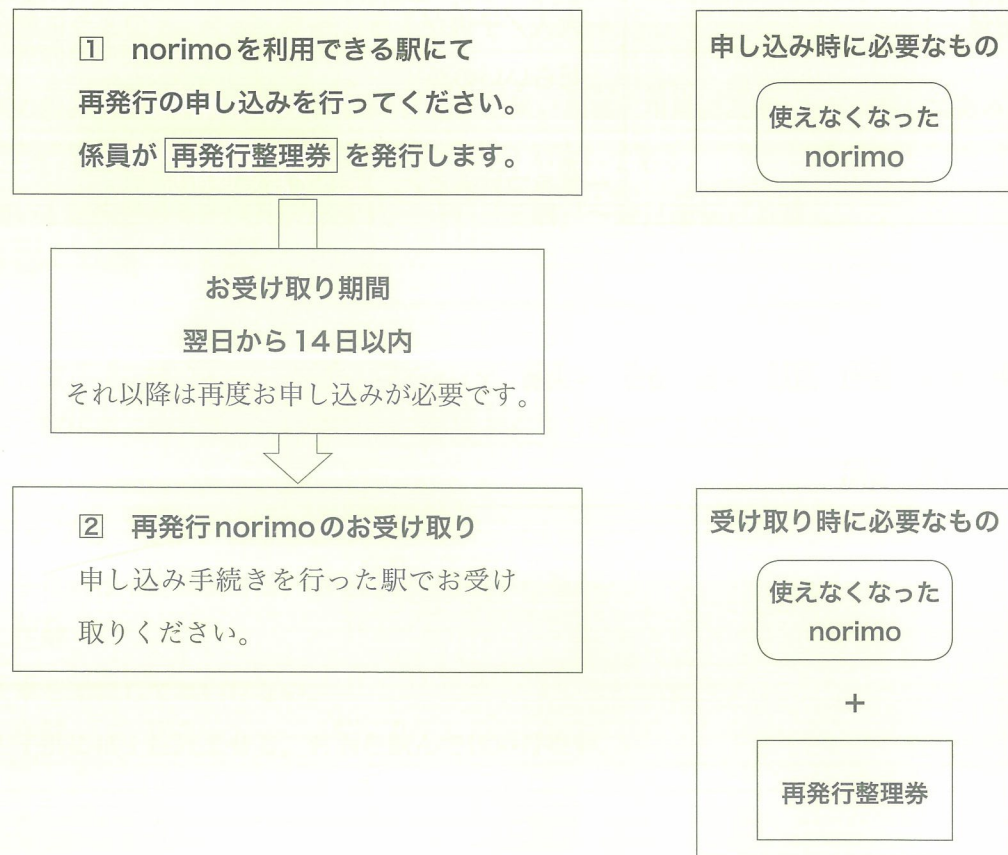 1 norimoを利用できる駅にて
再発行の申し込みを行ってください。
係員が 再発行整理券 を発行します。
申し込み時に必要なもの
使えなくなった
norimo
お受け取り期間
翌日から14日以内
それ以降は再度お申し込みが必要です。
2 再発行norimoのお受け取り
申し込み手続きを行った駅でお受け
取りください。
受け取り時に必要なもの
使えなくなった
norimo
+
再発行整理券